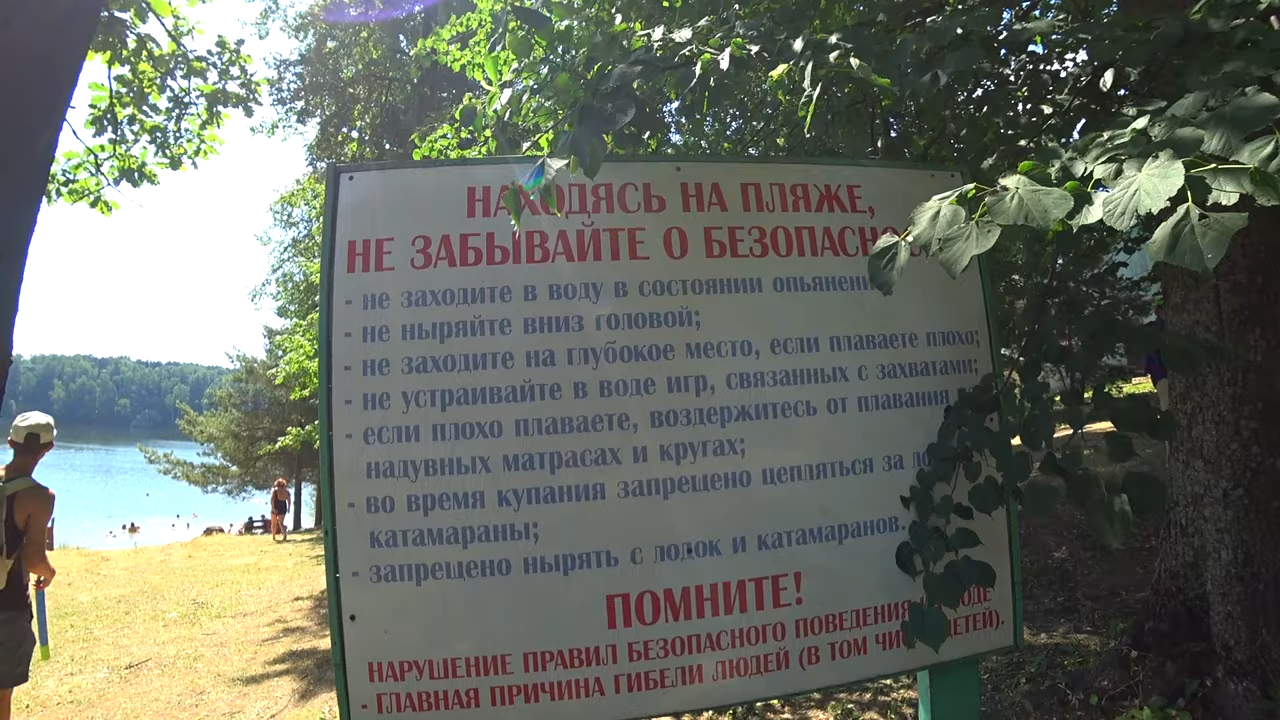 НАХОДЯСЬ НА ПЛЯЖЕ,
НЕ ЗАБЫВАЙТЕ О
- не заходите в воду в состоянии
- не ныряйте вниз головой;
- не заходите на глубокое место, если плаваете плохо;
- не устраивайте в воде игр, связанных с захватами;
- если плохо плаваете, воздержитесь от плавания
надувных матрасах и кругах;
- во время купания запрещено цепляться за
катамараны;
- запрещено нырять с лодок и катамаранов.
ПОМНИТЕ!
НАРУШЕНИЕ ПРАВИЛ БЕЗОПАСНОГО ПОВЕДЕНИЯ
- ГЛАВНАЯ ПРИЧИНА ГИБЕЛИ ЛЮДЕЙ (В ТОМ ДЕТЕЙ).